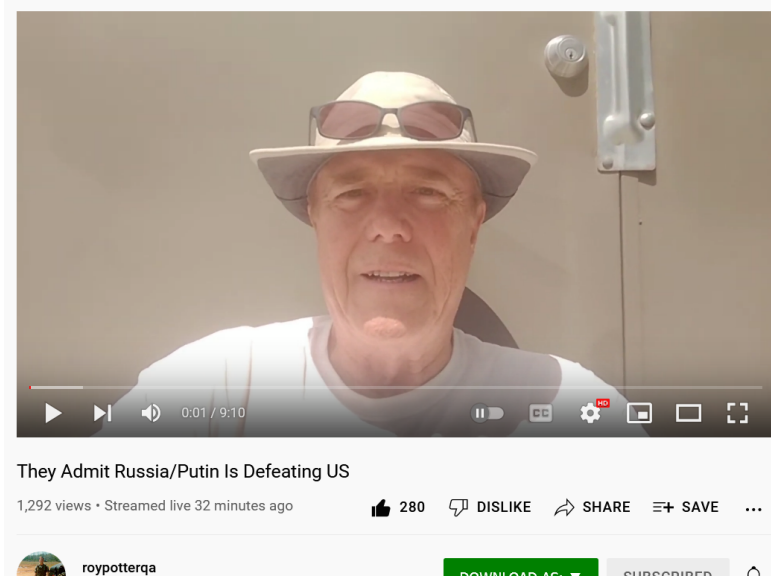 0:01 / 9:10
CC
HD
They Admit Russia/Putin Is Defeating US
1,292 views • Streamed live 32 minutes ago
280 DISLIKE SHARE SAVE
roypotterqa
DOWNLOAD AS: ▼ SUBSCRIBED